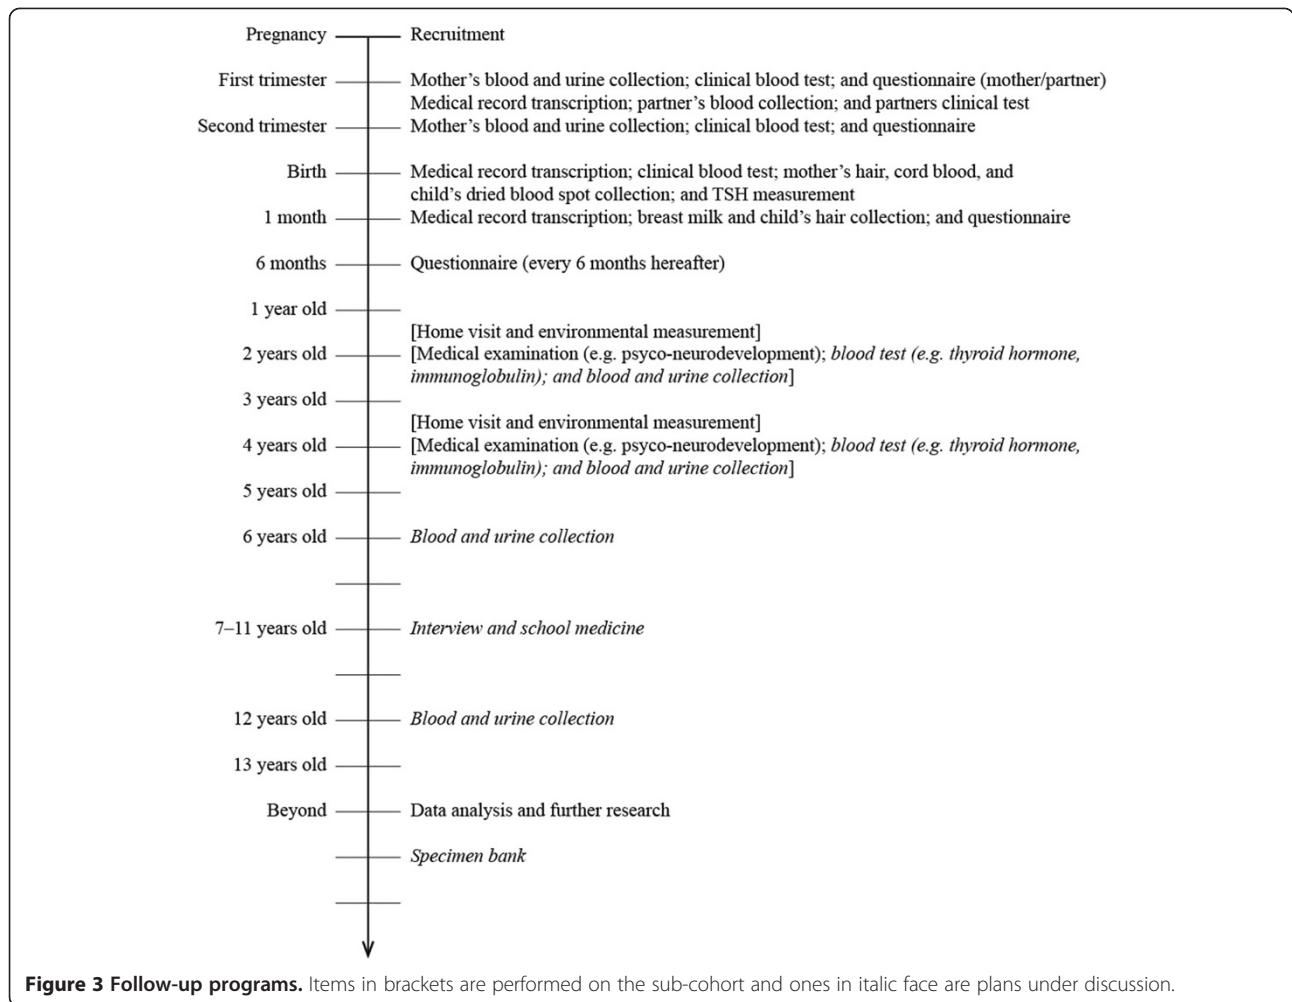 Pregnancy Recruitment
First trimester Mother's blood and urine collection; clinical blood test; and questionnaire (mother/partner)
Medical record transcription; partner's blood collection; and partners clinical test
Second trimester Mother's blood and urine collection; clinical blood test; and questionnaire
Birth Medical record transcription; clinical blood test; mother's hair, cord blood, and
child's dried blood spot collection; and TSH measurement
1 month Medical record transcription; breast milk and child's hair collection; and questionnaire
6 months Questionnaire (every 6 months hereafter)
1 year old
[Home visit and environmental measurement]
2 years old [Medical examination (e.g. psyco-neurodevelopment); blood test (e.g. thyroid hormone,
immunoglobulin); and blood and urine collection]
3 years old
[Home visit and environmental measurement]
4 years old [Medical examination (e.g. psyco-neurodevelopment); blood test (e.g. thyroid hormone,
immunoglobulin); and blood and urine collection]
5 years old
6 years old Blood and urine collection
7–11 years old Interview and school medicine
12 years old Blood and urine collection
13 years old
Beyond Data analysis and further research
Specimen bank
Figure 3 Follow-up programs. Items in brackets are performed on the sub-cohort and ones in italic face are plans under discussion.